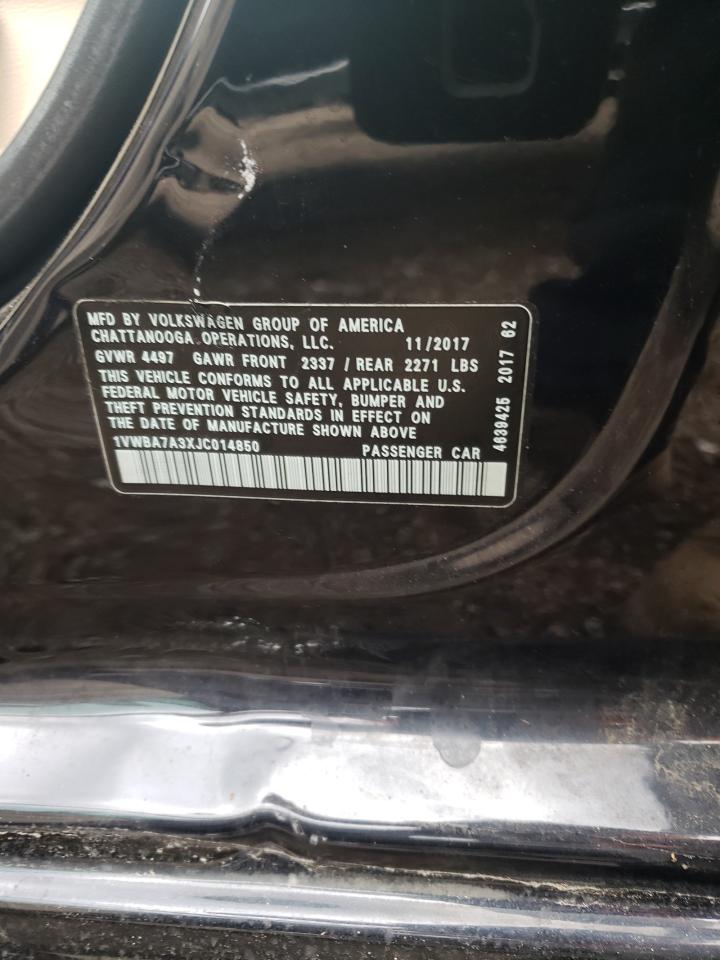 MFD BY VOLKSWAGEN GROUP OF AMERICA
CHATTANOOGA OPERATIONS, LLC. 11/2017
GVWR 4497 GAWR FRONT 2337 / REAR 2271 LBS
THIS VEHICLE CONFORMS TO ALL APPLICABLE U.S.
FEDERAL MOTOR VEHICLE SAFETY, BUMPER AND
THEFT PREVENTION STANDARDS IN EFFECT ON
THE DATE OF MANUFACTURE SHOWN ABOVE
1VWBA7A3XJC014850 PASSENGER CAR
4639425 2017 62